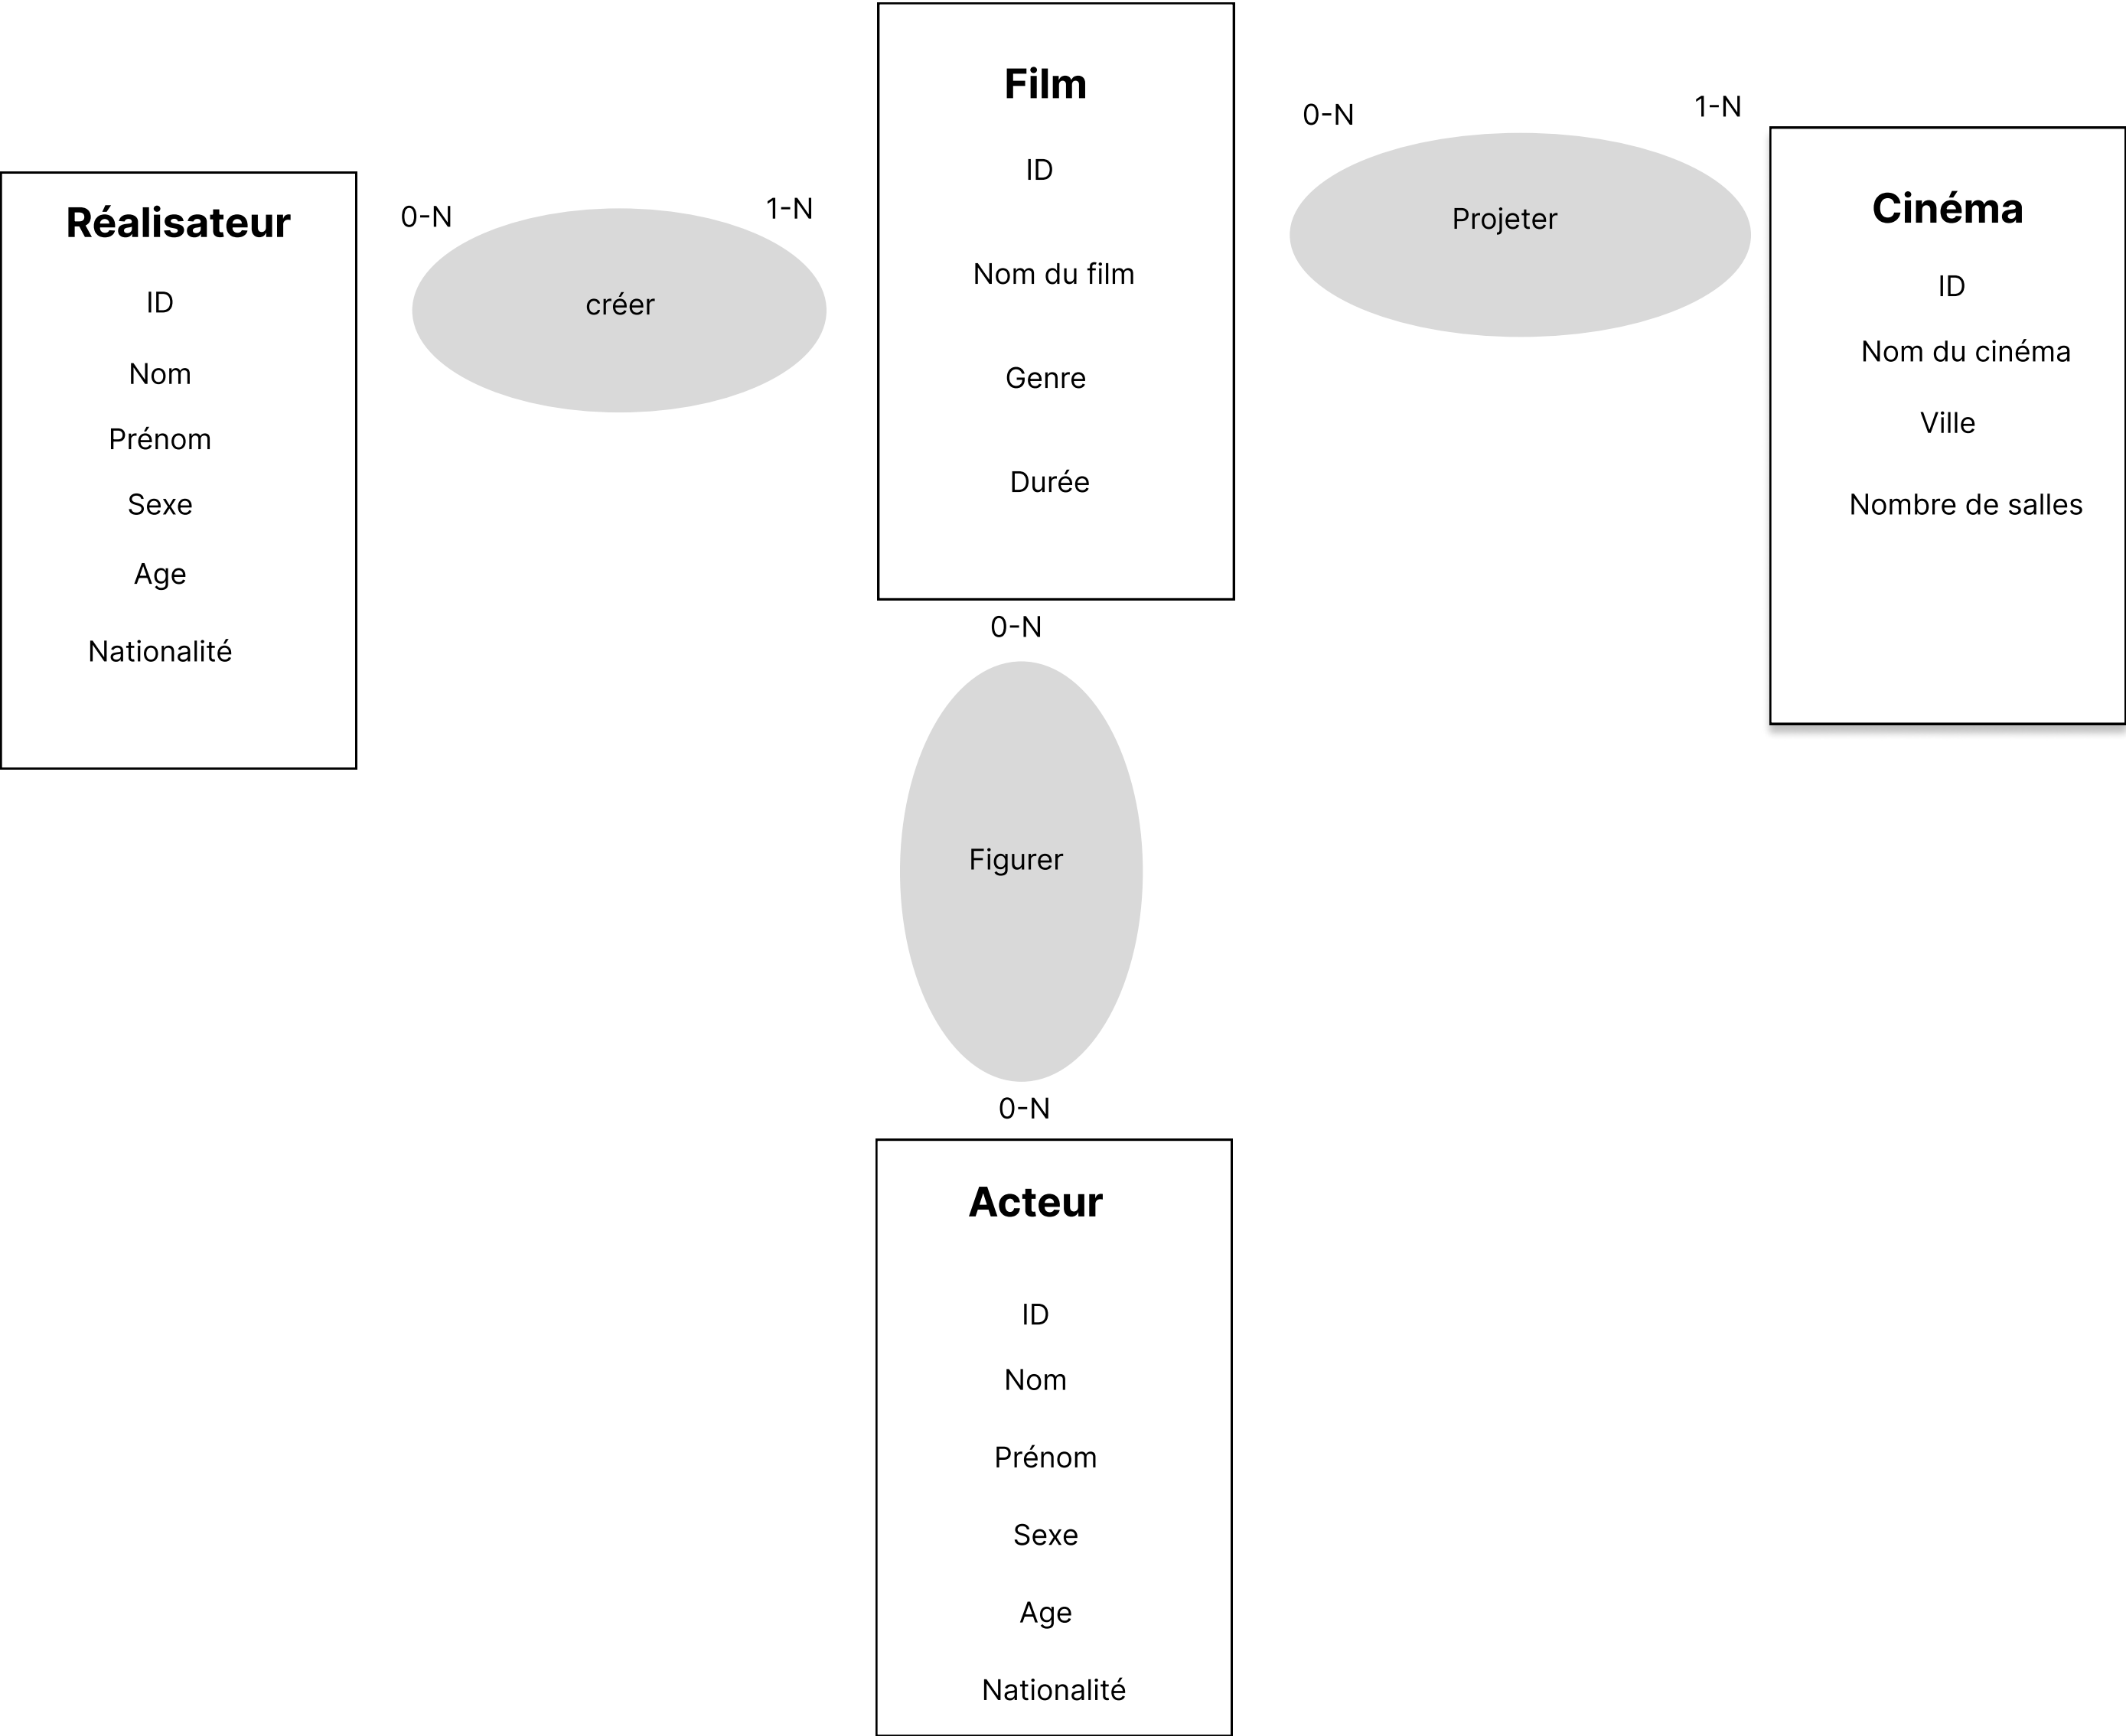 Réalisateur
ID
Nom
Prénom
Sexe
Age
Nationalité
0-N
créer
1-N
Film
ID
Nom du film
Genre
Durée
0-N
Projeter
1-N
Cinéma
ID
Nom du cinéma
Ville
Nombre de salles
0-N
Figurer
0-N
Acteur
ID
Nom
Prénom
Sexe
Age
Nationalité